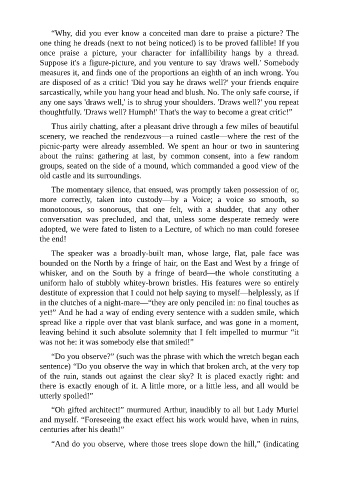 “Why, did you ever know a conceited man dare to praise a picture? The
one thing he dreads (next to not being noticed) is to be proved fallible! If you
once praise a picture, your character for infallibility hangs by a thread.
Suppose it's a figure-picture, and you venture to say 'draws well.' Somebody
measures it, and finds one of the proportions an eighth of an inch wrong. You
are disposed of as a critic! 'Did you say he draws well?' your friends enquire
sarcastically, while you hang your head and blush. No. The only safe course, if
any one says 'draws well,' is to shrug your shoulders. 'Draws well?' you repeat
thoughtfully. 'Draws well? Humph!' That's the way to become a great critic!”
Thus airily chatting, after a pleasant drive through a few miles of beautiful
scenery, we reached the rendezvous—a ruined castle—where the rest of the
picnic-party were already assembled. We spent an hour or two in sauntering
about the ruins: gathering at last, by common consent, into a few random
groups, seated on the side of a mound, which commanded a good view of the
old castle and its surroundings.
The momentary silence, that ensued, was promptly taken possession of, or,
more correctly, taken into custody—by a Voice; a voice so smooth, so
monotonous, so sonorous, that one felt, with a shudder, that any other
conversation was precluded, and that, unless some desperate remedy were
adopted, we were fated to listen to a Lecture, of which no man could foresee
the end!
The speaker was a broadly-built man, whose large, flat, pale face was
bounded on the North by a fringe of hair, on the East and West by a fringe of
whisker, and on the South by a fringe of beard—the whole constituting a
uniform halo of stubbly whitey-brown bristles. His features were so entirely
destitute of expression that I could not help saying to myself—helplessly, as if
in the clutches of a night-mare—“they are only penciled in: no final touches as
yet!” And he had a way of ending every sentence with a sudden smile, which
spread like a ripple over that vast blank surface, and was gone in a moment,
leaving behind it such absolute solemnity that I felt impelled to murmur “it
was not he: it was somebody else that smiled!”
“Do you observe?” (such was the phrase with which the wretch began each
sentence) “Do you observe the way in which that broken arch, at the very top
of the ruin, stands out against the clear sky? It is placed exactly right: and
there is exactly enough of it. A little more, or a little less, and all would be
utterly spoiled!”
“Oh gifted architect!” murmured Arthur, inaudibly to all but Lady Muriel
and myself. “Foreseeing the exact effect his work would have, when in ruins,
centuries after his death!”
“And do you observe, where those trees slope down the hill,” (indicating